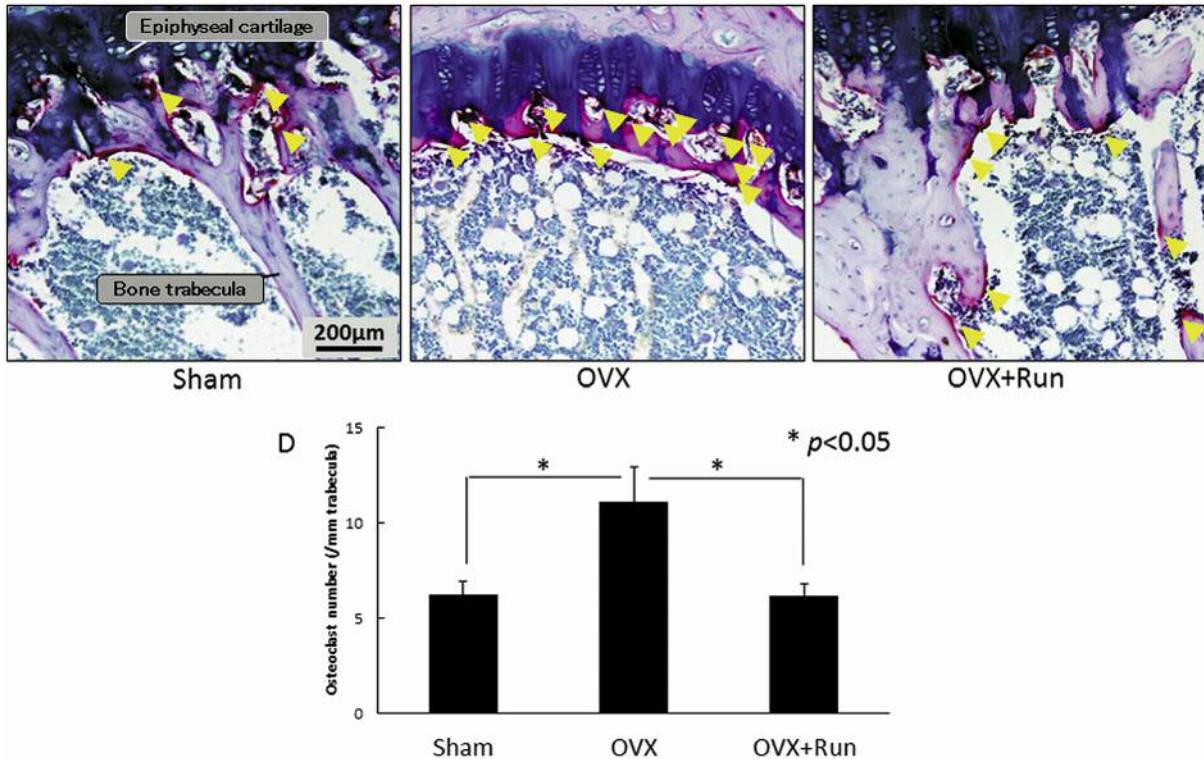 Epiphyseal cartilage
Bone trabecula
200μm
Sham
OVX
OVX+Run
D
* p<0.05
Osteoclast number (/mm trabecula)
15
10
5
0
*
*
Sham
OVX
OVX+Run